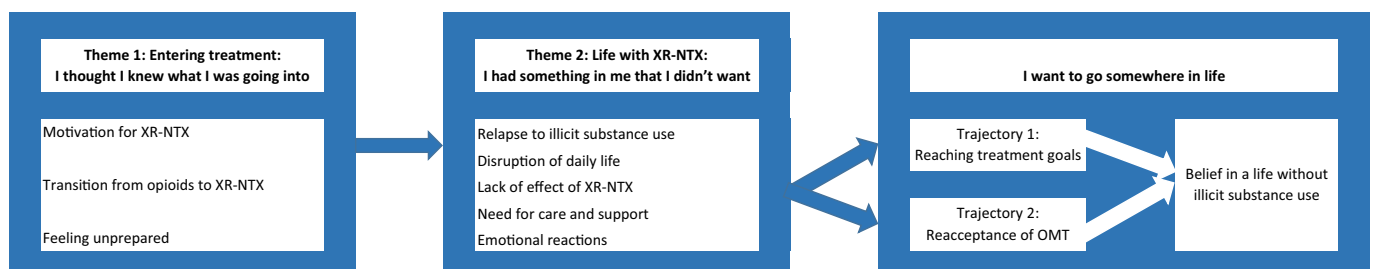 Theme 1: Entering treatment:
I thought I knew what I was going into
Motivation for XR-NTX
Transition from opioids to XR-NTX
Feeling unprepared
Theme 2: Life with XR-NTX:
I had something in me that I didn't want
Relapse to illicit substance use
Disruption of daily life
Lack of effect of XR-NTX
Need for care and support
Emotional reactions
I want to go somewhere in life
Trajectory 1:
Reaching treatment goals
Trajectory 2:
Reacceptance of OMT
Belief in a life without
illicit substance use